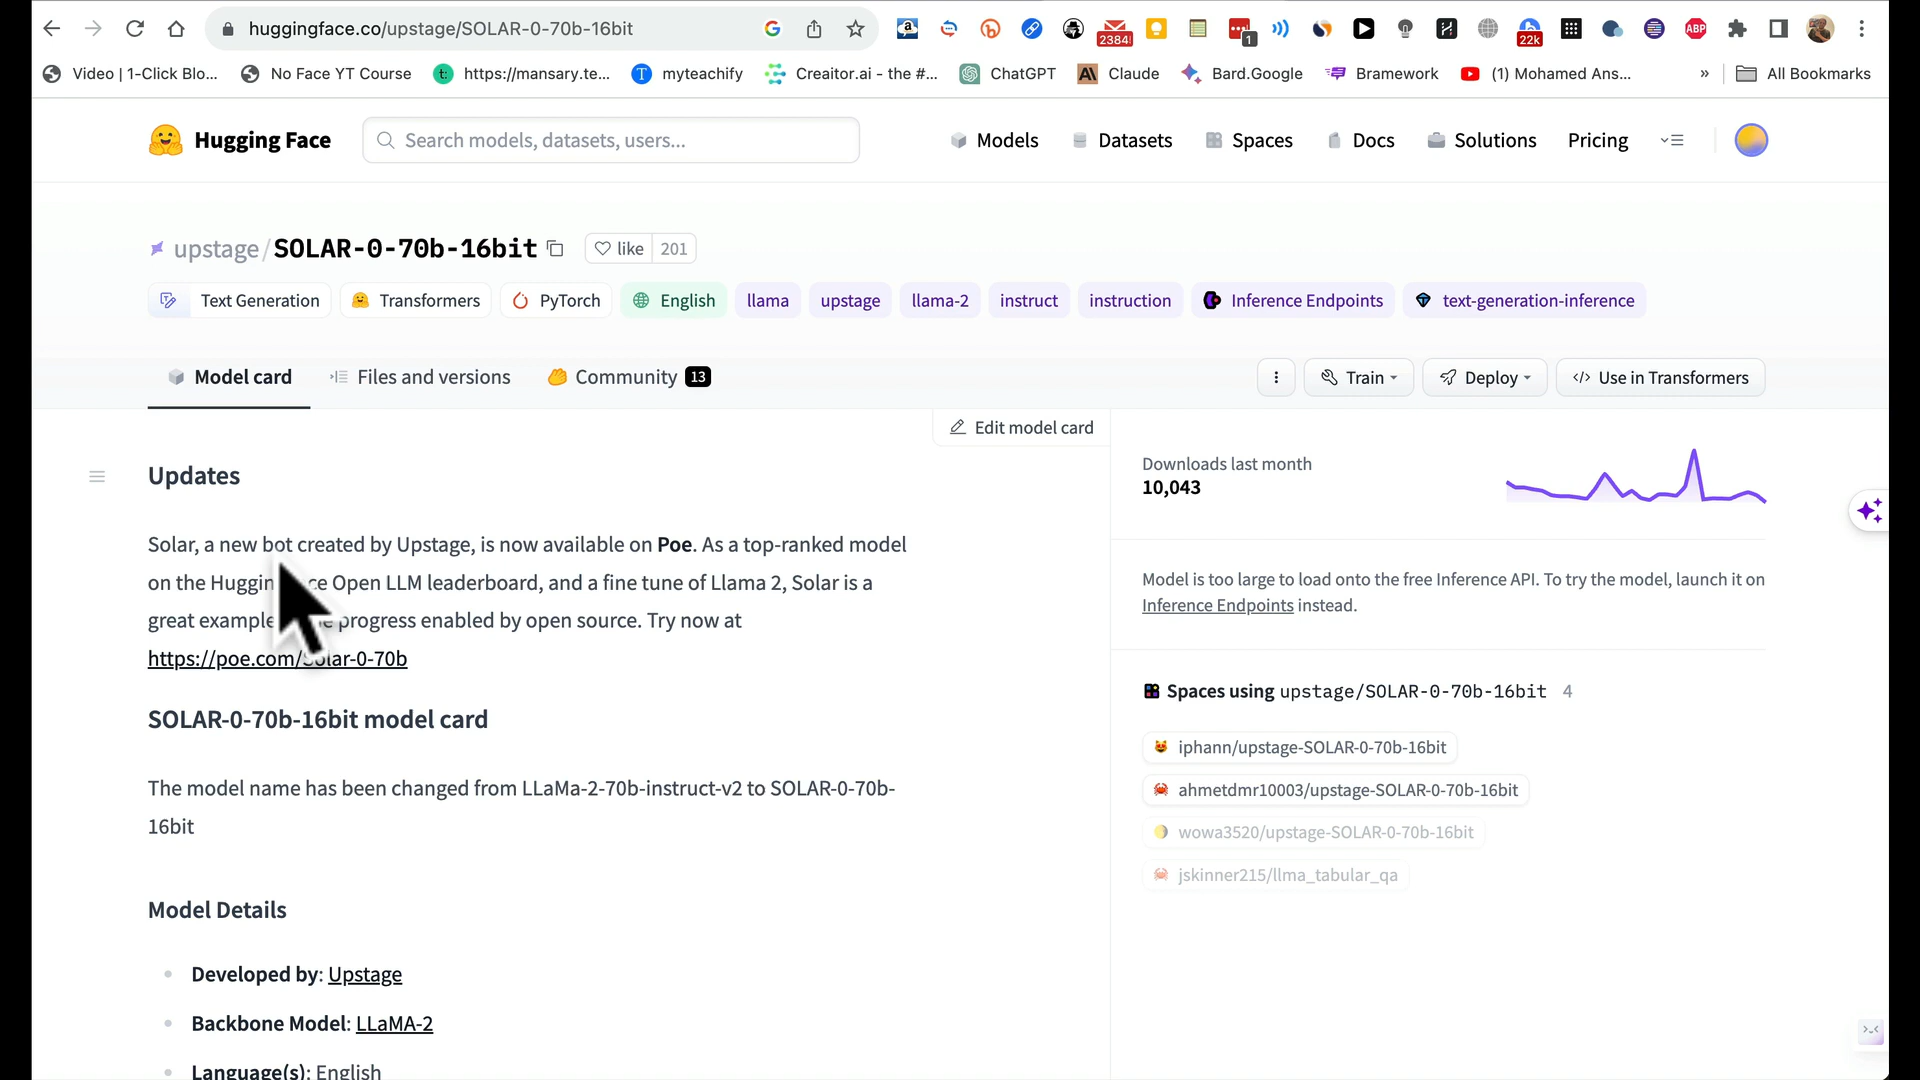 huggingface.co/upstage/SOLAR-0-70b-16bit
2384
1
22k
ABP
Video | 1-Click Blo...
No Face YT Course
https://mansary.te...
myteachify
Creaitor.ai - the #...
ChatGPT
Claude
Bard.Google
Bramework
(1) Mohamed Ans...
»
All Bookmarks
Hugging Face
Search models, datasets, users...
Models
Datasets
Spaces
Docs
Solutions
Pricing
upstage/SOLAR-0-70b-16bit
like 201
Text Generation
Transformers
PyTorch
English
llama
upstage
llama-2
instruct
instruction
Inference Endpoints
text-generation-inference
Model card
Files and versions
Community 13
Train
Deploy
</> Use in Transformers
Edit model card
Updates
Solar, a new bot created by Upstage, is now available on Poe. As a top-ranked model
on the Huggin ce Open LLM leaderboard, and a fine tune of Llama 2, Solar is a
great example progress enabled by open source. Try now at
https://poe.com/Solar-0-70b
SOLAR-0-70b-16bit model card
The model name has been changed from LLaMa-2-70b-instruct-v2 to SOLAR-0-70b-
16bit
Model Details
Developed by: Upstage
Backbone Model: LLaMA-2
Language(s): English
Downloads last month
10,043
Model is too large to load onto the free Inference API. To try the model, launch it on
Inference Endpoints instead.
Spaces using upstage/SOLAR-0-70b-16bit 4
iphann/upstage-SOLAR-0-70b-16bit
ahmetdmr10003/upstage-SOLAR-0-70b-16bit
wowa3520/upstage-SOLAR-0-70b-16bit
jskinner215/llma_tabular_qa